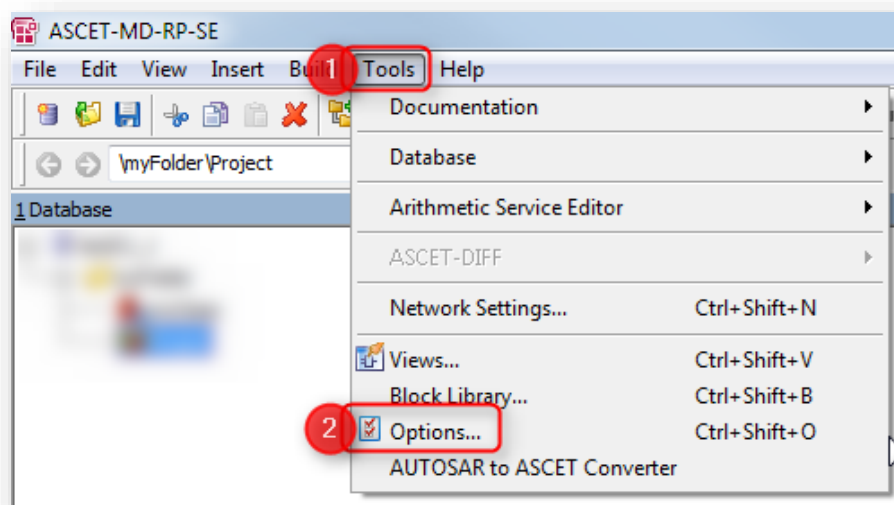 ASCET-MD-RP-SE
File Edit View Insert Build Tools Help
1
\myFolder\Project
1 Database
Documentation
Database
Arithmetic Service Editor
ASCET-DIFF
Network Settings... Ctrl+Shift+N
Views... Ctrl+Shift+V
Block Library... Ctrl+Shift+B
2 Options... Ctrl+Shift+O
AUTOSAR to ASCET Converter